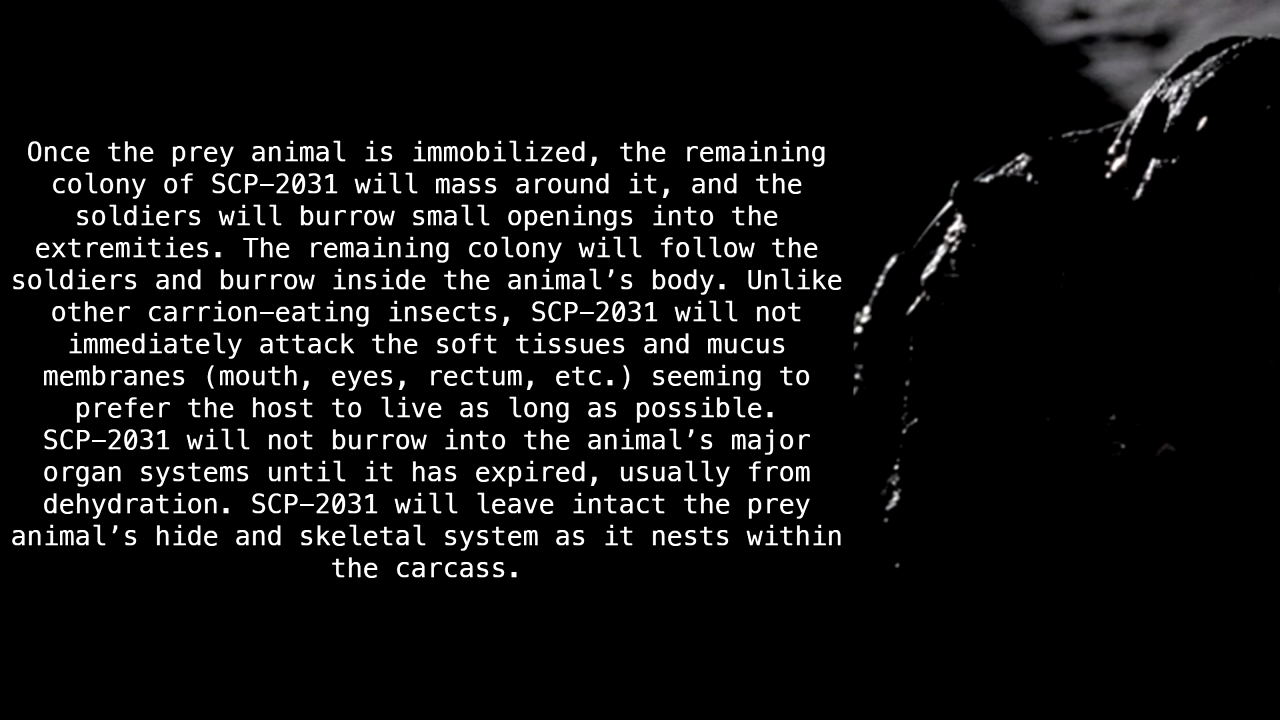 Once the prey animal is immobilized, the remaining
colony of SCP–2031 will mass around it, and the
soldiers will burrow small openings into the
extremities. The remaining colony will follow the
soldiers and burrow inside the animal’s body. Unlike
other carrion–eating insects, SCP–2031 will not
immediately attack the soft tissues and mucus
membranes (mouth, eyes, rectum, etc.) seeming to
prefer the host to live as long as possible.
SCP–2031 will not burrow into the animal’s major
organ systems until it has expired, usually from
dehydration. SCP–2031 will leave intact the prey
animal’s hide and skeletal system as it nests within
the carcass.